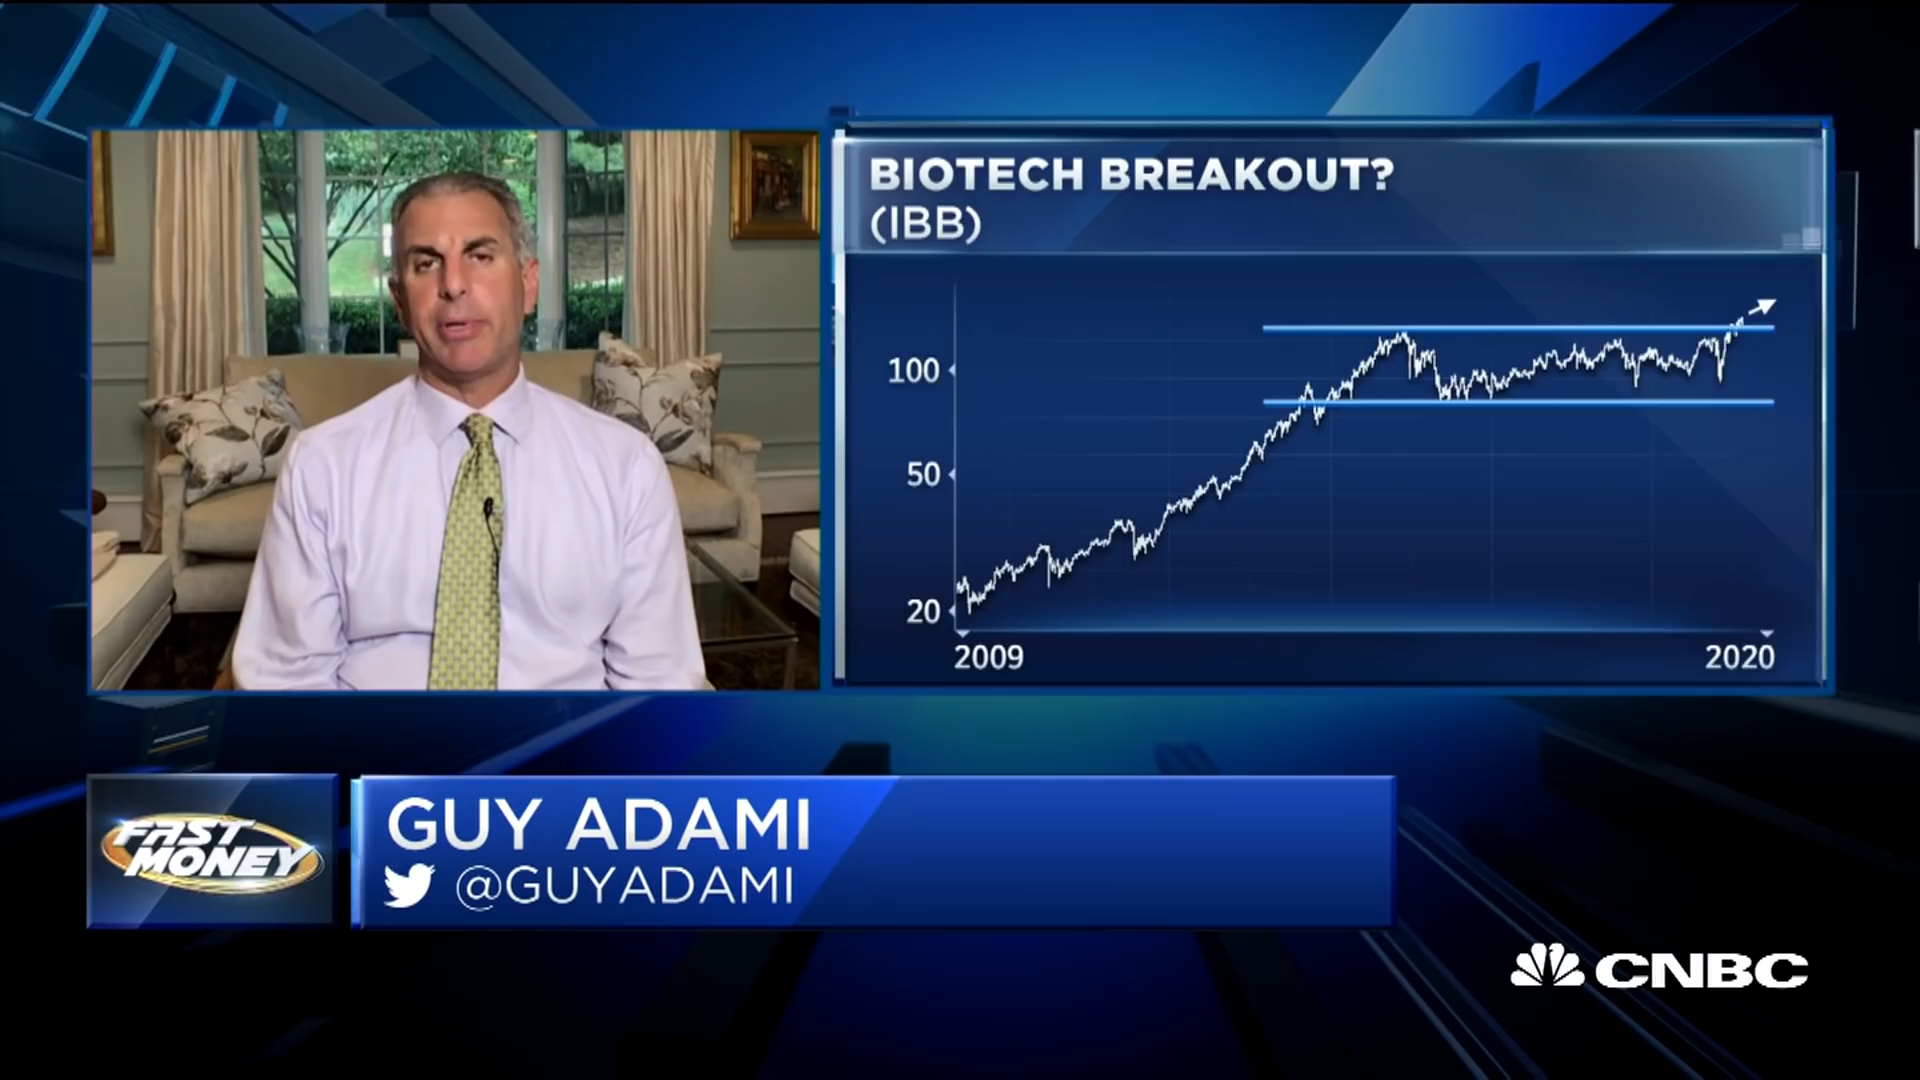 BIOTECH BREAKOUT?
(IBB)
100
50
20
2009
2020
FAST
MONEY
GUY ADAMI
@GUYADAMI
CNBC